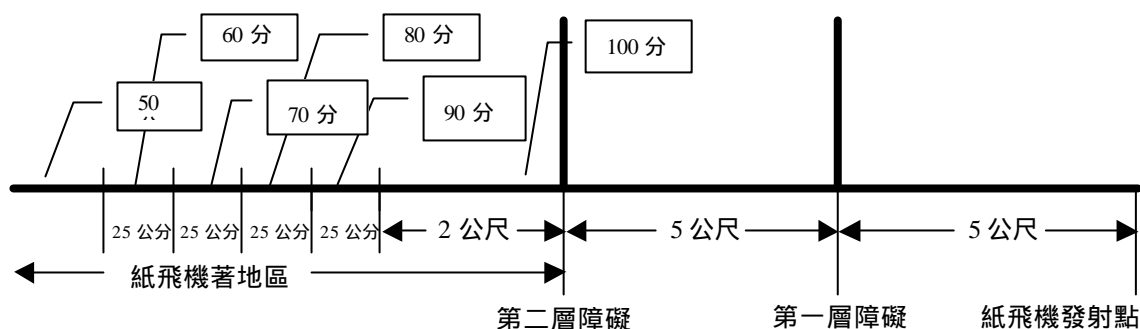 60 分
80 分
100 分
50
70 分
90 分
25 公分
25 公分
25 公分
25 公分
2 公尺
5 公尺
5 公尺
紙飛機著地區
第二層障礙
第一層障礙
紙飛機發射點